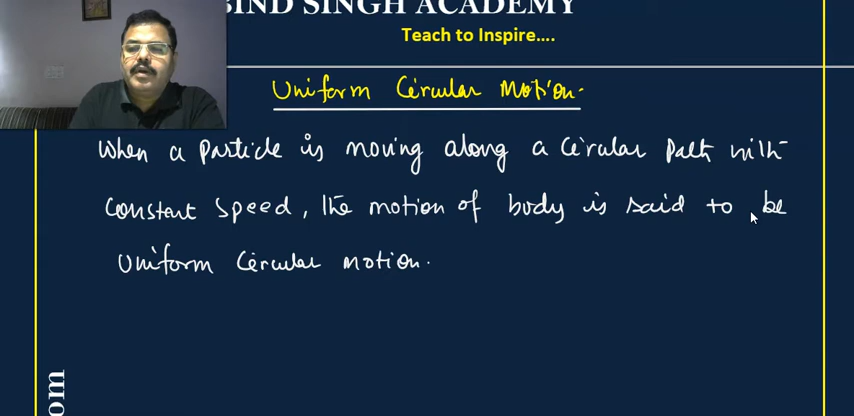 BIND SINGH ACADEMY
Teach to Inspire....
Uniform Circular Motion.
When a Particle is moving along a circular Path with
constant speed, the motion of body is said to be
Uniform Circular motion.
om